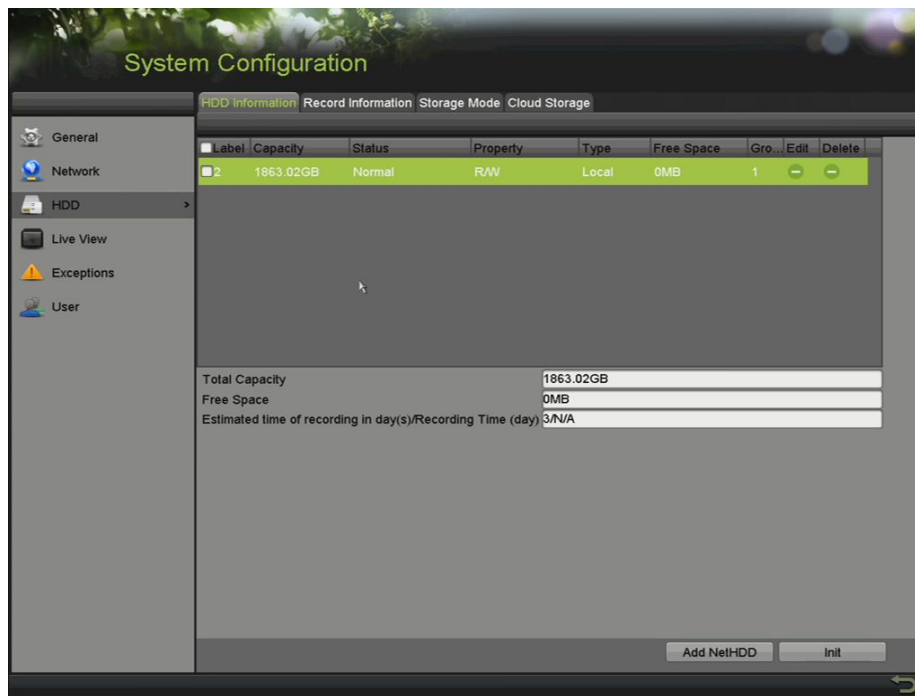 System Configuration
HDD Information Record Information Storage Mode Cloud Storage
General
Network
HDD >
Live View
Exceptions
User
Label Capacity Status Property Type Free Space Gro... Edit Delete
2 1863.02GB Normal R/W Local 0MB 1
Total Capacity 1863.02GB
Free Space 0MB
Estimated time of recording in day(s)/Recording Time (day) 3/N/A
Add NetHDD Init